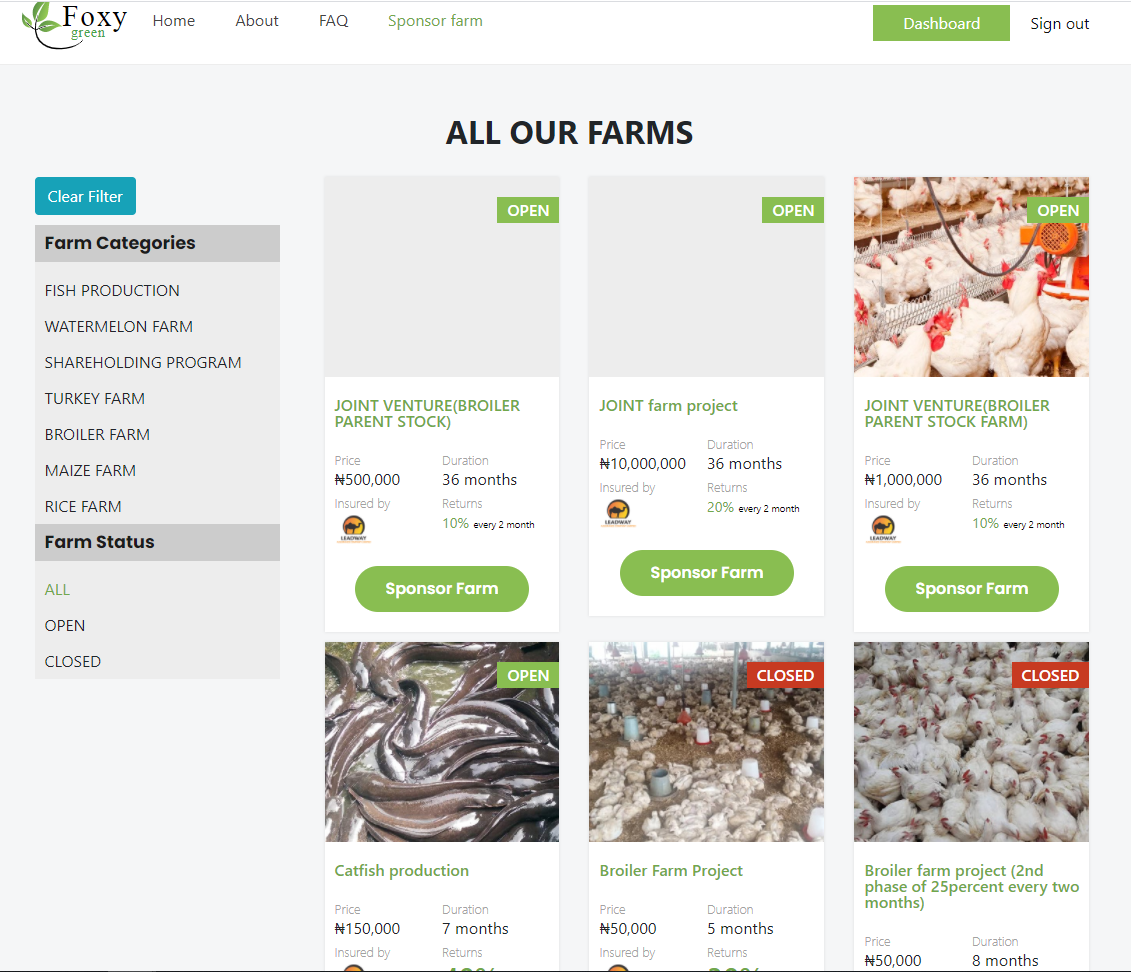 Foxy
green
Home
About
FAQ
Sponsor farm
Dashboard
Sign out
ALL OUR FARMS
Clear Filter
Farm Categories
FISH PRODUCTION
WATERMELON FARM
SHAREHOLDING PROGRAM
TURKEY FARM
BROILER FARM
MAIZE FARM
RICE FARM
Farm Status
ALL
OPEN
CLOSED
OPEN
JOINT VENTURE(BROILER
PARENT STOCK)
Price
₦500,000
Duration
36 months
Insured by
LEADWAY
Returns
10% every 2 month
Sponsor Farm
OPEN
JOINT farm project
Price
₦10,000,000
Duration
36 months
Insured by
LEADWAY
Returns
20% every 2 month
Sponsor Farm
OPEN
JOINT VENTURE(BROILER
PARENT STOCK FARM)
Price
₦1,000,000
Duration
36 months
Insured by
LEADWAY
Returns
10% every 2 month
Sponsor Farm
OPEN
Catfish production
Price
₦150,000
Duration
7 months
Insured by
Returns
CLOSED
Broiler Farm Project
Price
₦50,000
Duration
5 months
Insured by
Returns
CLOSED
Broiler farm project (2nd
phase of 25percent every two
months)
Price
₦50,000
Duration
8 months